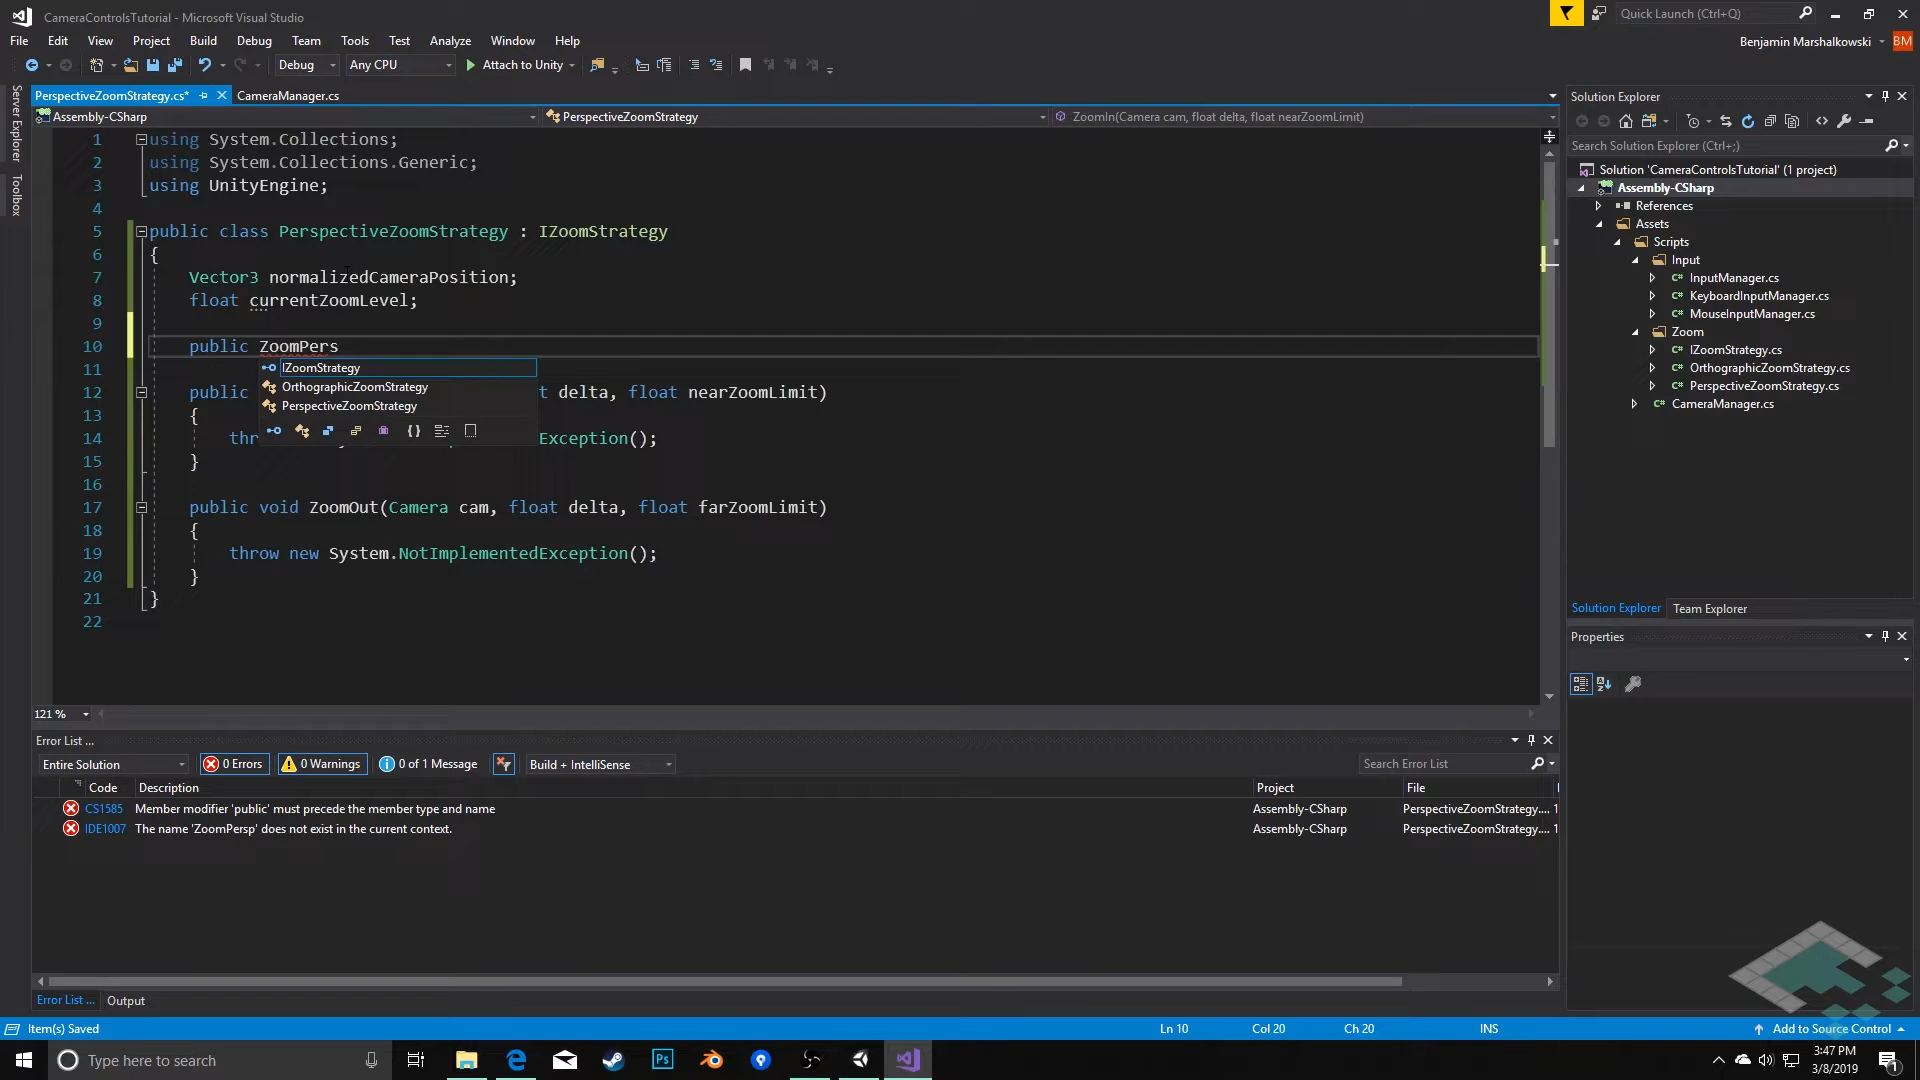 CameraControlsTutorial - Microsoft Visual Studio
Quick Launch (Ctrl+Q)
File Edit View Project Build Debug Team Tools Test Analyze Window Help
Benjamin Marshalkowski BM
Debug Any CPU Attach to Unity
Server Explorer
Toolbox
PerspectiveZoomStrategy.cs* CameraManager.cs
Assembly-CSharp PerspectiveZoomStrategy ZoomIn(Camera cam, float delta, float nearZoomLimit)
1 using System.Collections;
2 using System.Collections.Generic;
3 using UnityEngine;
4
5 public class PerspectiveZoomStrategy : IZoomStrategy
6 {
7 Vector3 normalizedCameraPosition;
8 float currentZoomLevel;
9
10 public ZoomPers
11
12 public t delta, float nearZoomLimit)
13 {
14 thr Exception();
15 }
16
17 public void ZoomOut(Camera cam, float delta, float farZoomLimit)
18 {
19 throw new System.NotImplementedException();
20 }
21 }
22
IZoomStrategy
OrthographicZoomStrategy
PerspectiveZoomStrategy
{ }
121 %
Solution Explorer
Search Solution Explorer (Ctrl+;)
Solution 'CameraControlsTutorial' (1 project)
Assembly-CSharp
References
Assets
Scripts
Input
C# InputManager.cs
C# KeyboardInputManager.cs
C# MouseInputManager.cs
Zoom
C# IZoomStrategy.cs
C# OrthographicZoomStrategy.cs
C# PerspectiveZoomStrategy.cs
C# CameraManager.cs
Solution Explorer Team Explorer
Properties
Error List ...
Entire Solution 0 Errors 0 Warnings 0 of 1 Message Build + IntelliSense Search Error List
Code Description Project File
CS1585 Member modifier 'public' must precede the member type and name Assembly-CSharp PerspectiveZoomStrategy.... 1
IDE1007 The name 'ZoomPersp' does not exist in the current context. Assembly-CSharp PerspectiveZoomStrategy.... 1
Error List ... Output
Item(s) Saved Ln 10 Col 20 Ch 20 INS Add to Source Control
Type here to search
Ps
3:47 PM
3/8/2019
1